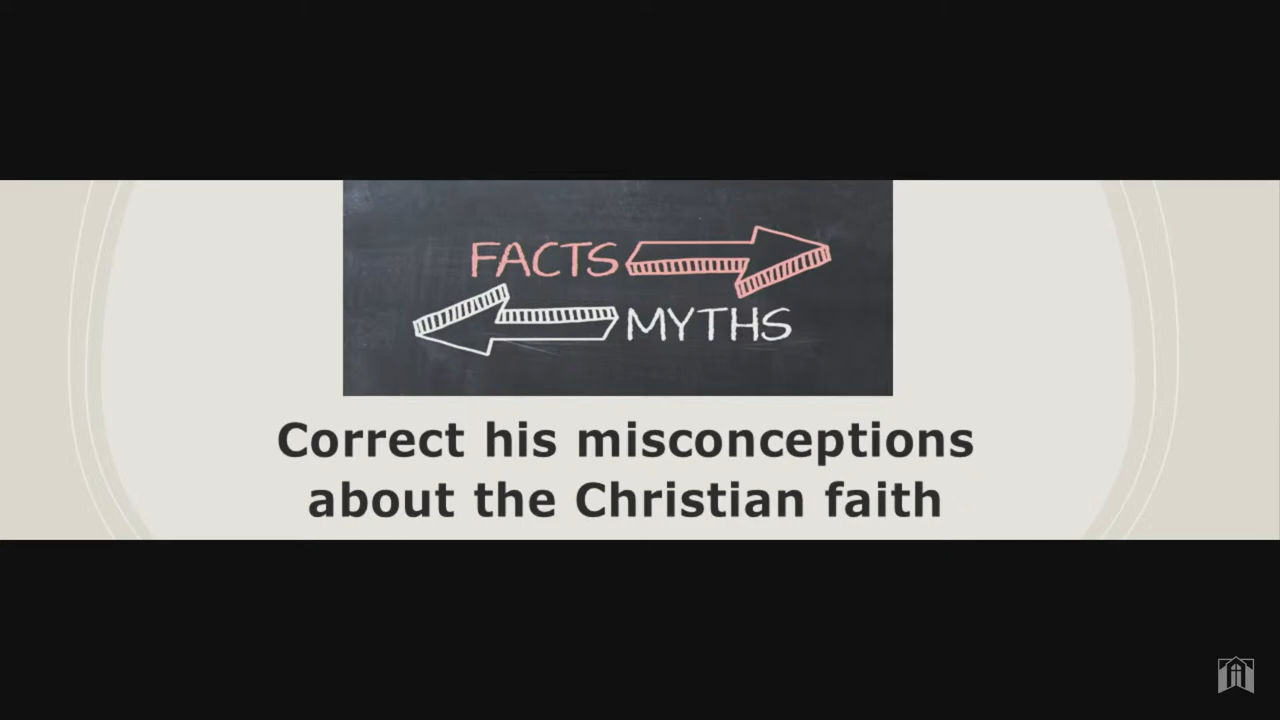 FACTS
MYTHS
Correct his misconceptions
about the Christian faith